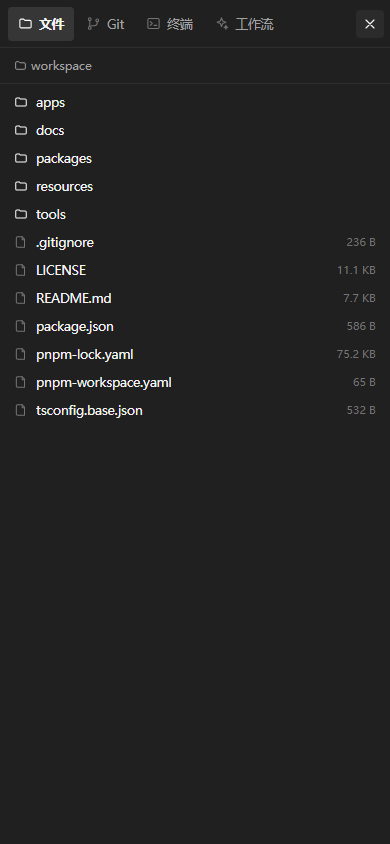 文件 Git 终端 工作流
workspace
apps
docs
packages
resources
tools
.gitignore 236 B
LICENSE 11.1 KB
README.md 7.7 KB
package.json 586 B
pnpm-lock.yaml 75.2 KB
pnpm-workspace.yaml 65 B
tsconfig.base.json 532 B